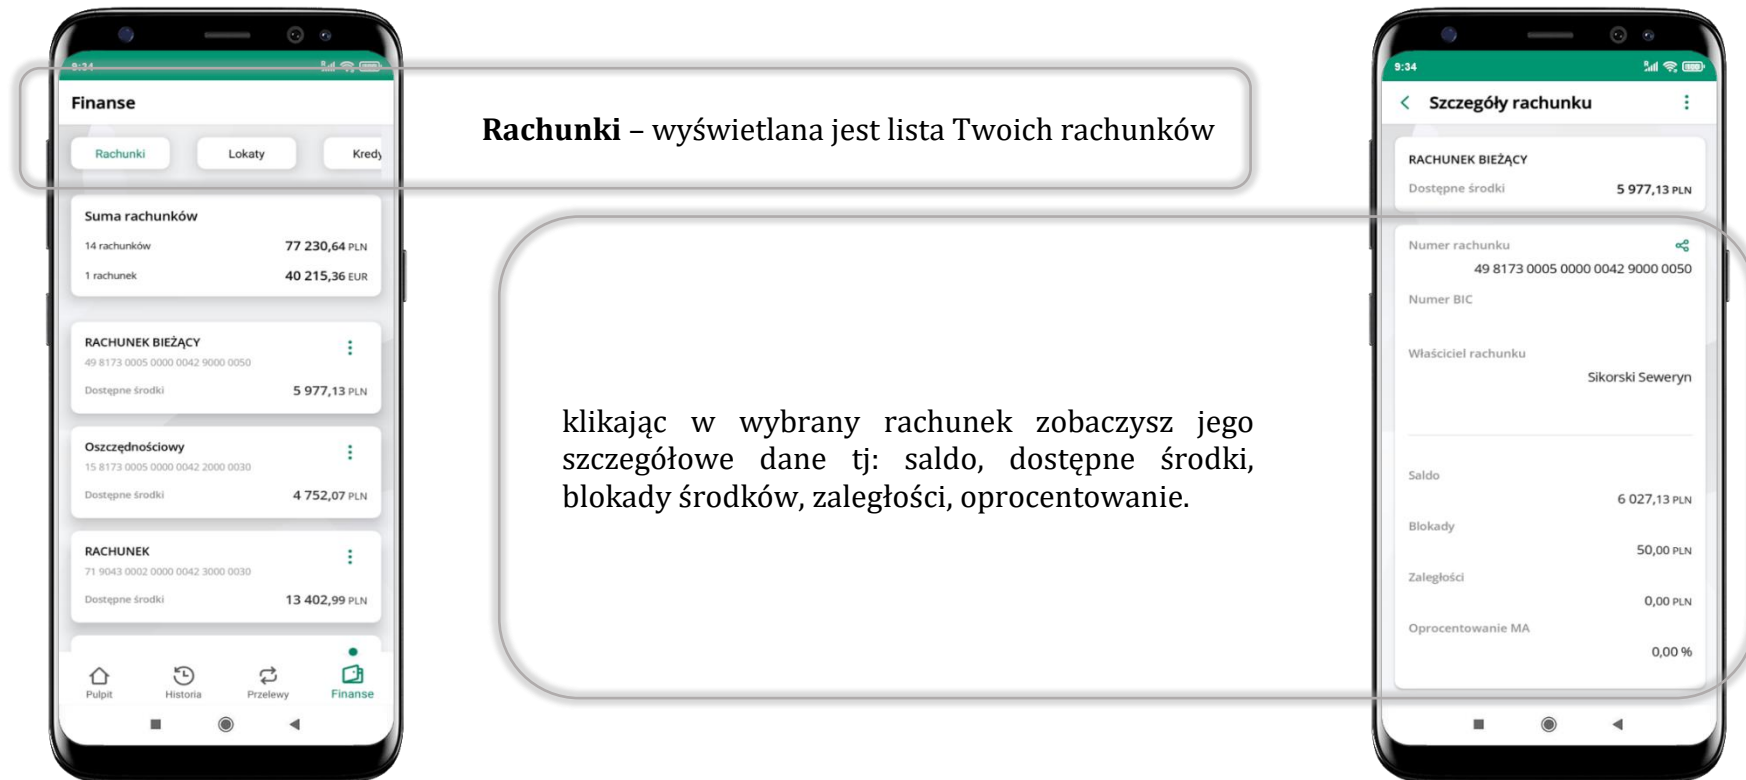 9:34
Finanse
Rachunki Lokaty Kredy
Suma rachunków
14 rachunków 77 230,64 PLN
1 rachunek 40 215,36 EUR
RACHUNEK BIEŻĄCY
49 8173 0005 0000 0042 9000 0050
Dostępne środki 5 977,13 PLN
Oszczędnościowy
15 8173 0005 0000 0042 2000 0030
Dostępne środki 4 752,07 PLN
RACHUNEK
71 9043 0002 0000 0042 3000 0030
Dostępne środki 13 402,99 PLN
Pulpit Historia Przelewy Finanse
Rachunki – wyświetlana jest lista Twoich rachunków
klikając w wybrany rachunek zobaczysz jego
szczegółowe dane tj: saldo, dostępne środki,
blokady środków, zaległości, oprocentowanie.
9:34
Szczegóły rachunku
RACHUNEK BIEŻĄCY
Dostępne środki 5 977,13 PLN
Numer rachunku
49 8173 0005 0000 0042 9000 0050
Numer BIC
Właściciel rachunku
Sikorski Seweryn
Saldo
6 027,13 PLN
Blokady
50,00 PLN
Zaległości
0,00 PLN
Oprocentowanie MA
0,00 %